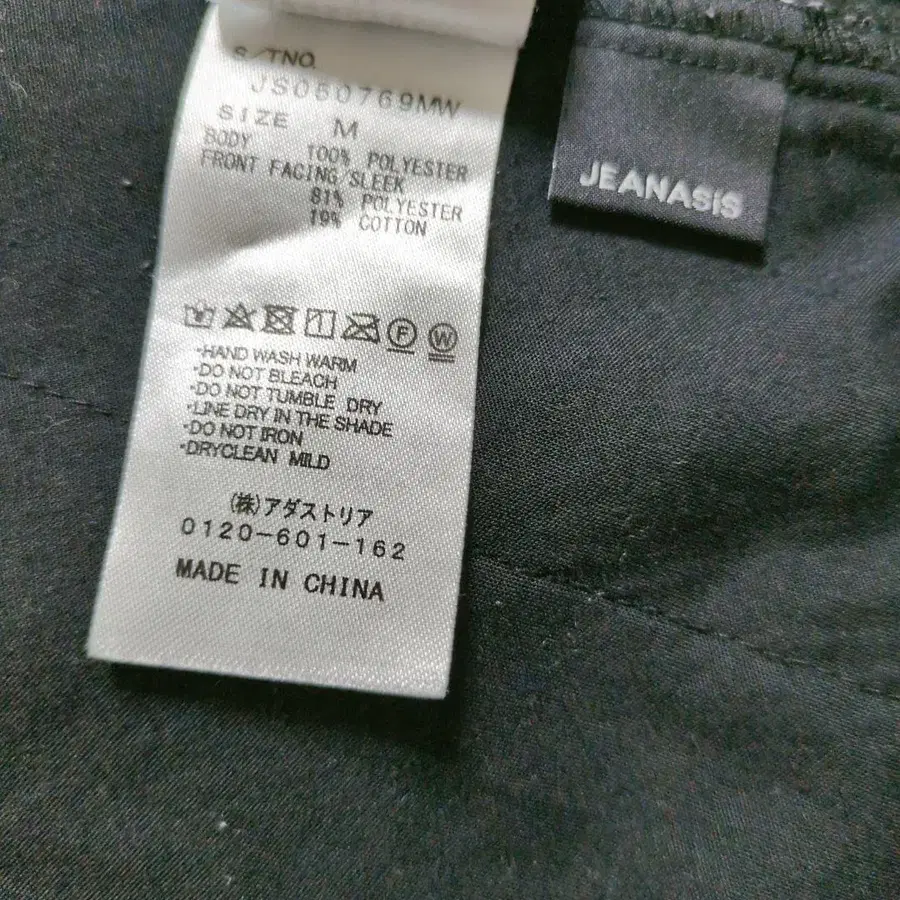 S/TNO.
JS080769MW
SIZE M
BODY 100% POLYESTER
FRONT FACING/SLEEK
81% POLYESTER
19% COTTON
F W
・HAND WASH WARM
・DO NOT BLEACH
・DO NOT TUMBLE DRY
・LINE DRY IN THE SHADE
・DO NOT IRON
・DRYCLEAN MILD
(株)アダストリア
0120-601-162
MADE IN CHINA
JEANASiS